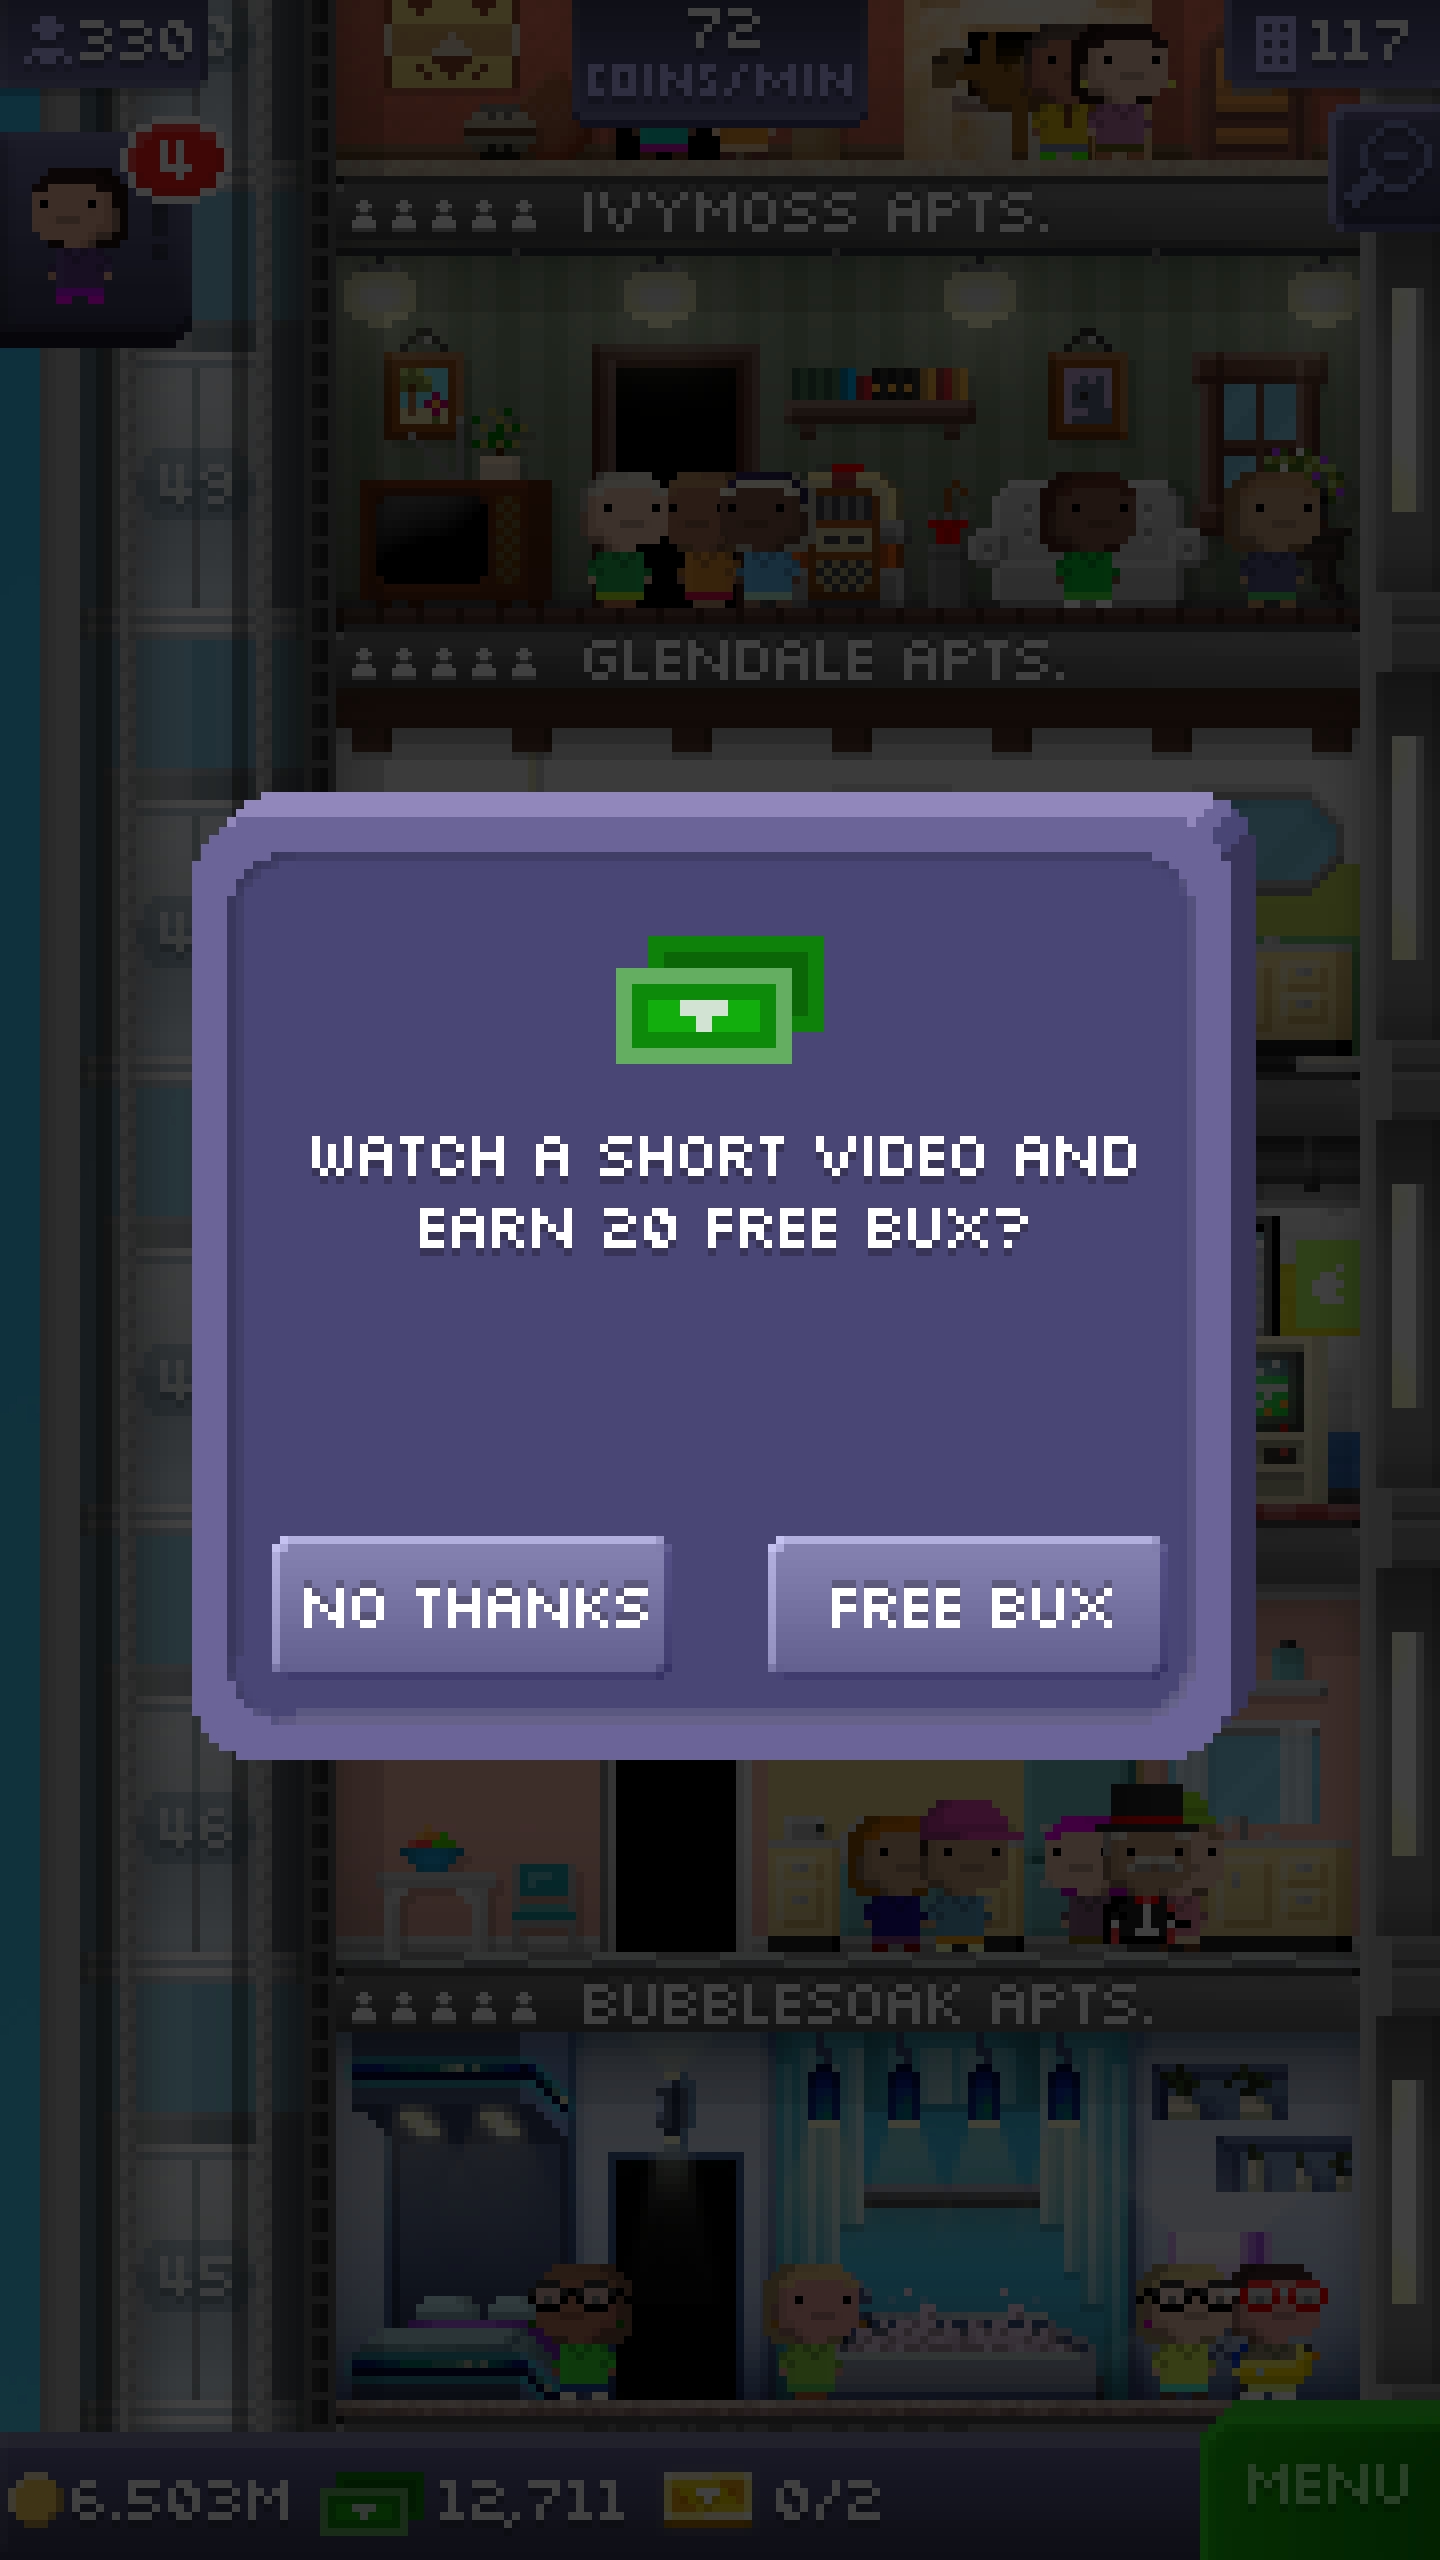 330
72
COINS/MIN
117
4
IVYMOSS APTS.
48
GLENDALE APTS.
WATCH A SHORT VIDEO AND
EARN 20 FREE BUX?
NO THANKS
FREE BUX
46
BUBBLESOAK APTS.
45
6.503M
12,711
0/2
MENU